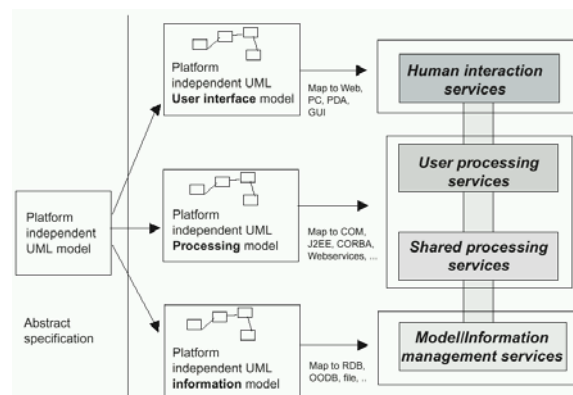 Platform
independent
UML model
Abstract
specification
Platform
independent UML
User interface model
Map to Web,
PC, PDA,
GUI
Human interaction
services
Platform
independent UML
Processing model
Map to COM,
J2EE, CORBA,
Webservices, ...
User processing
services
Shared processing
services
Platform
independent UML
information model
Map to RDB,
OODB, file, ..
Model/Information
management services